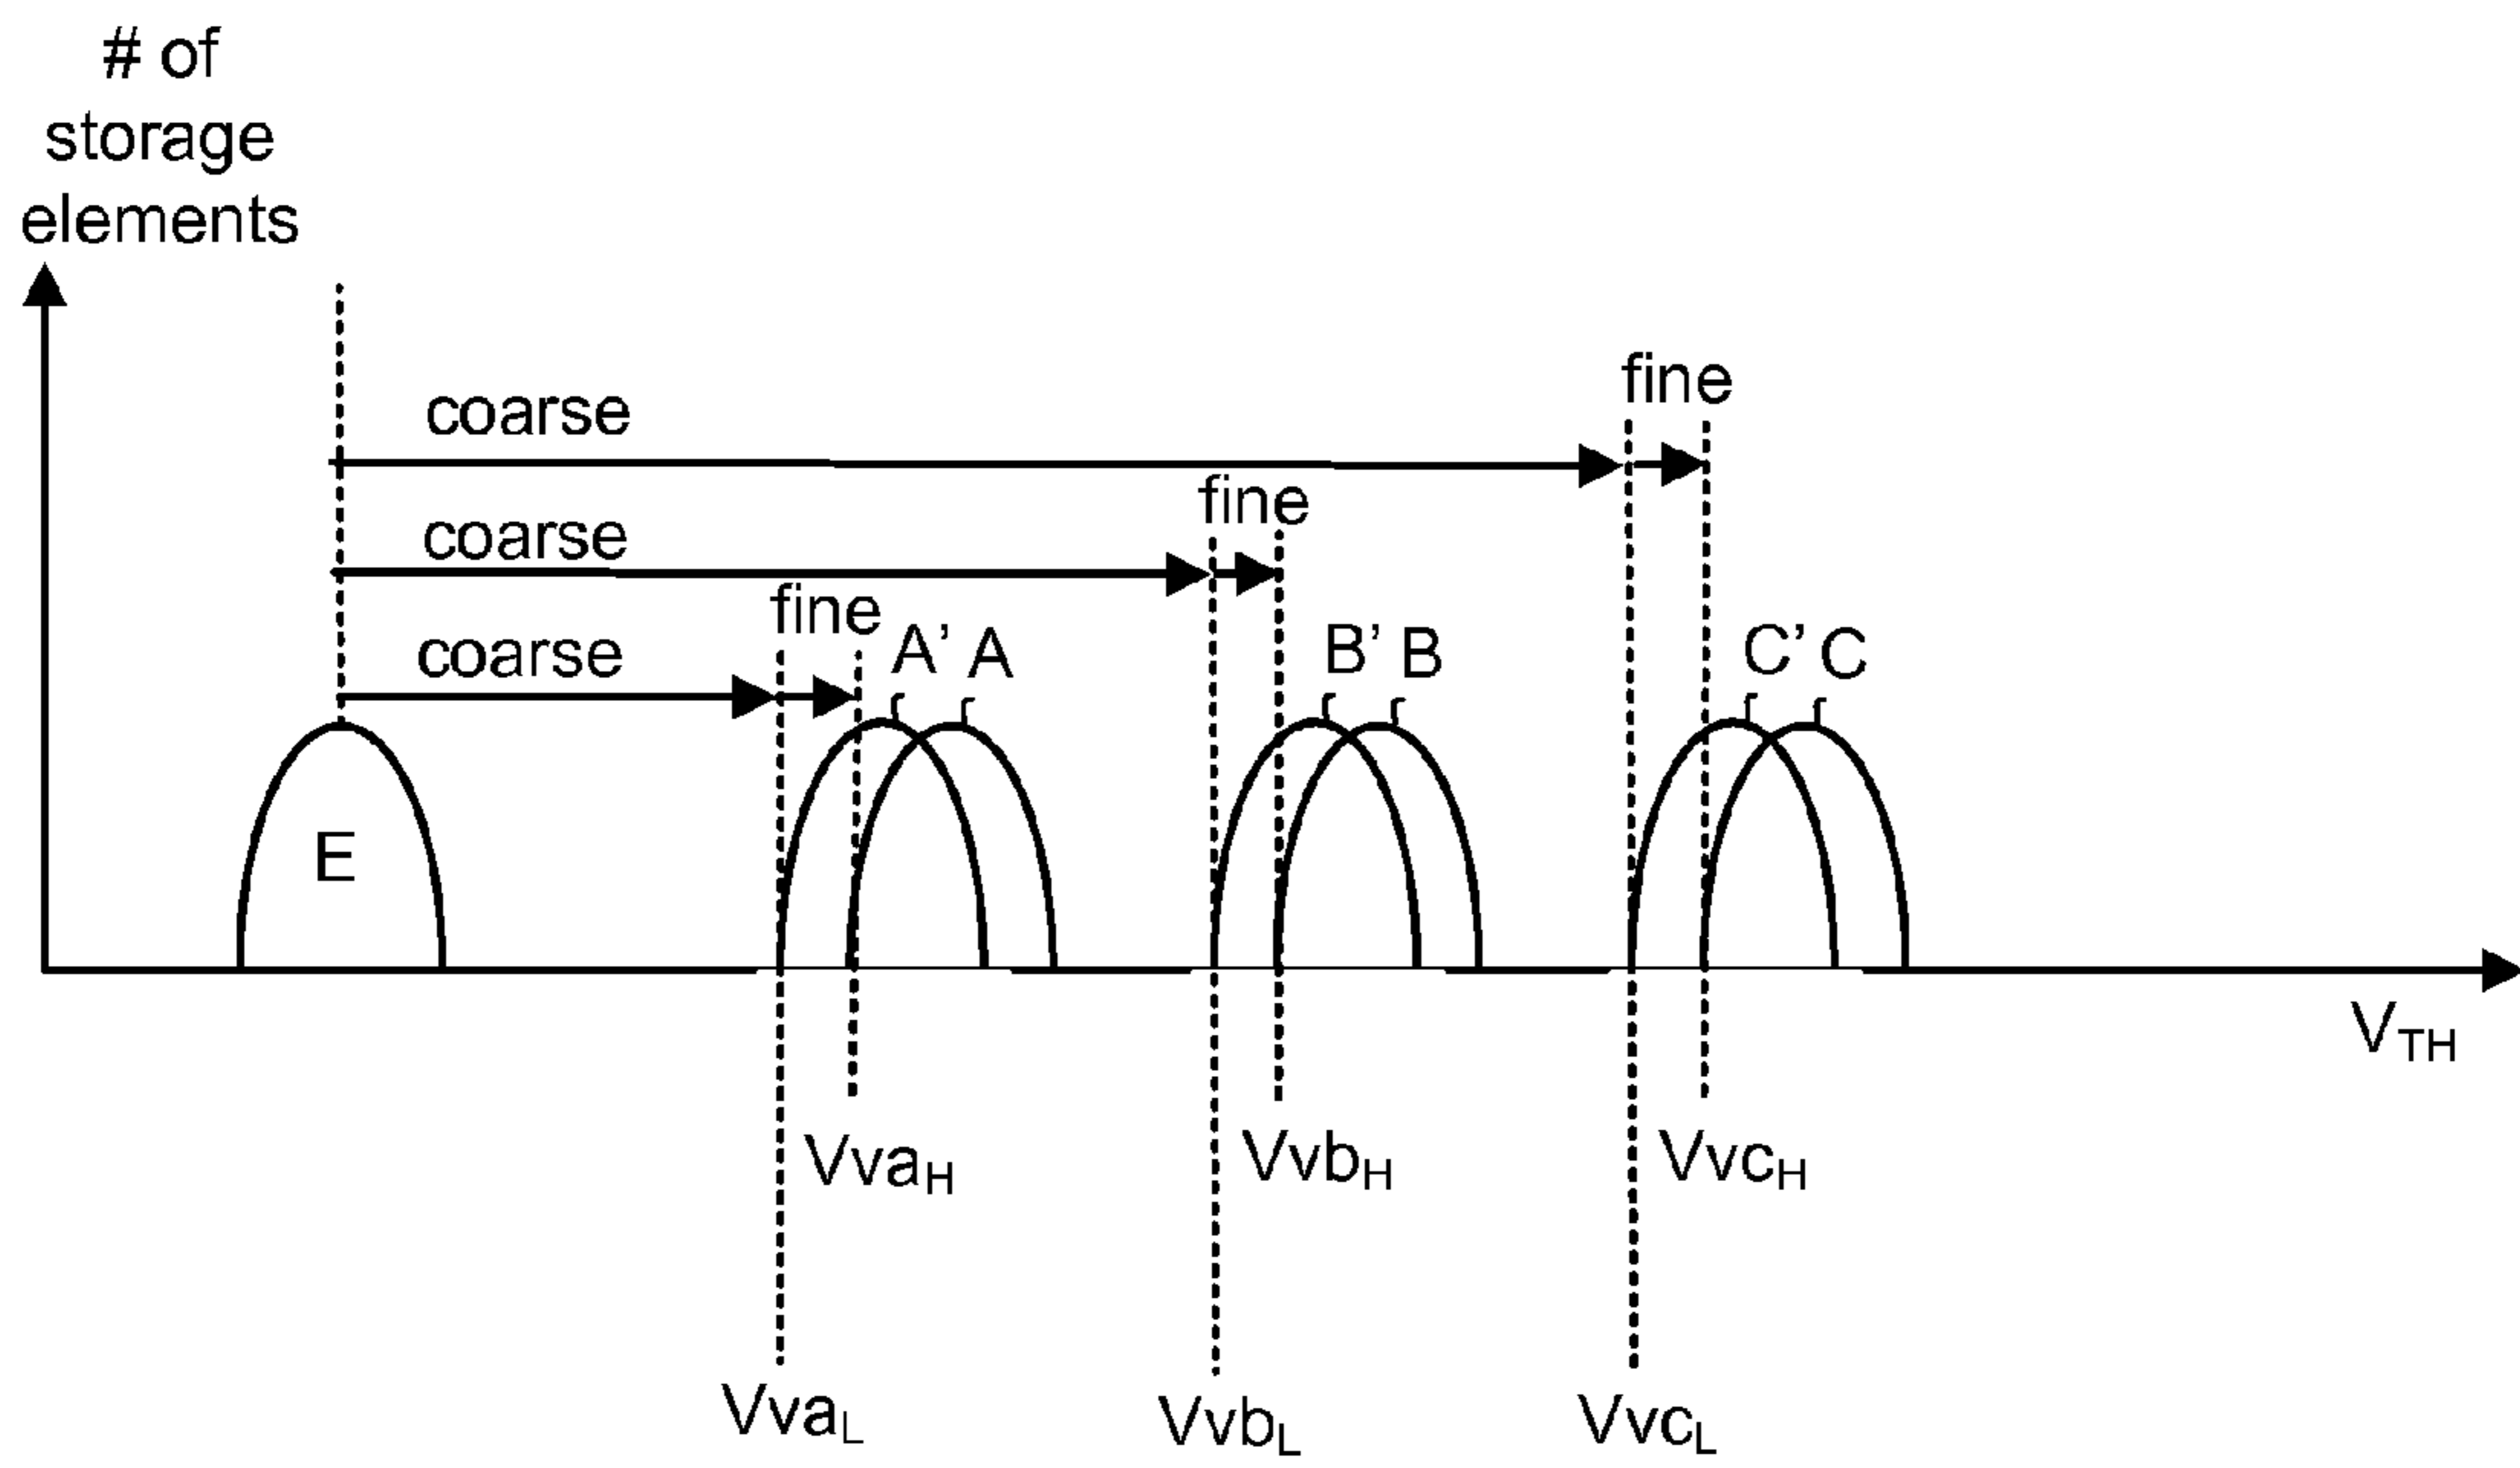 # of
storage
elements
coarse
fine
coarse
fine
coarse
fine
A’ A
B’ B
C’ C
E
VTH
VvaH
VvbH
VvcH
VvaL
VvbL
VvcL